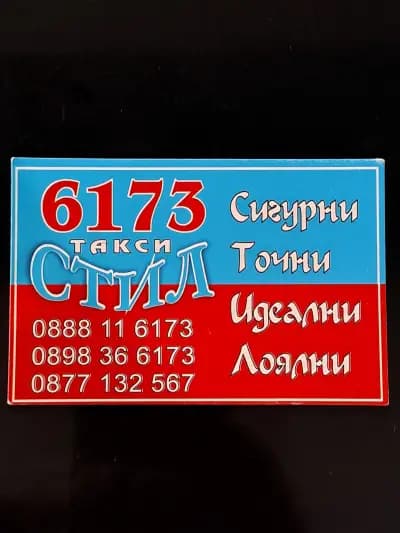 6173
ТАКСИ
СТИЛ
0888 11 6173
0898 36 6173
0877 132 567
Сигурни
Точни
Идеални
Лоялни